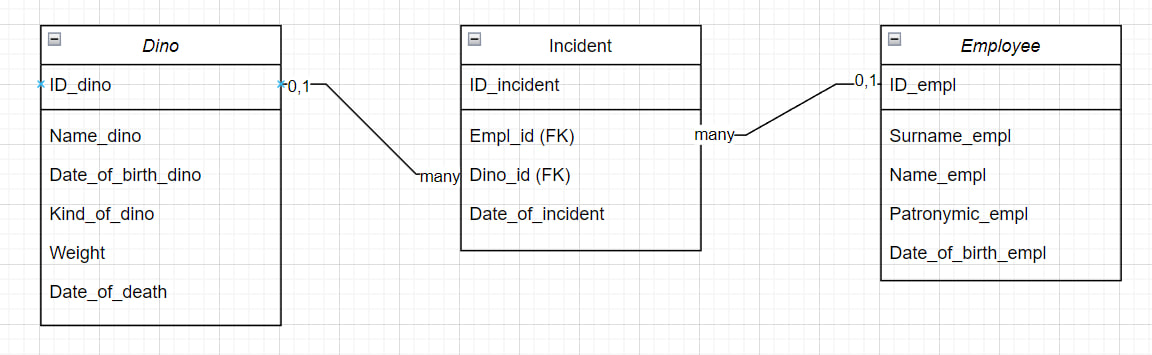 Dino
ID_dino
Name_dino
Date_of_birth_dino
Kind_of_dino
Weight
Date_of_death
0,1
many
Incident
ID_incident
Empl_id (FK)
Dino_id (FK)
Date_of_incident
many
0,1
Employee
ID_empl
Surname_empl
Name_empl
Patronymic_empl
Date_of_birth_empl